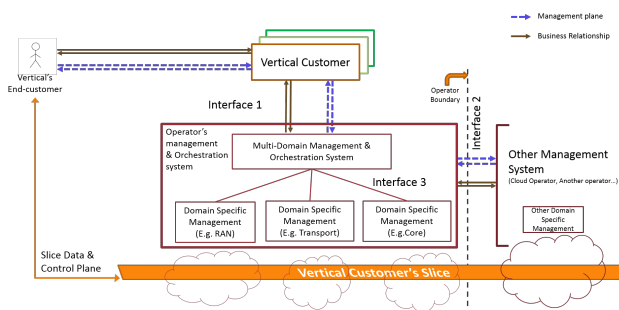 Management plane
Business Relationship
Vertical Customer
Vertical's
End-customer
Operator
Boundary
Interface 1
Interface 2
Operator's
management
& Orchestration
system
Multi-Domain Management &
Orchestration System
Interface 3
Other Management
System
(Cloud Operator, Another operator...)
Domain Specific
Management
(E.g. RAN)
Domain Specific
Management
(E.g. Transport)
Domain Specific
Management
(E.g.Core)
Other Domain
Specific
Management
Slice Data &
Control Plane
Vertical Customer's Slice